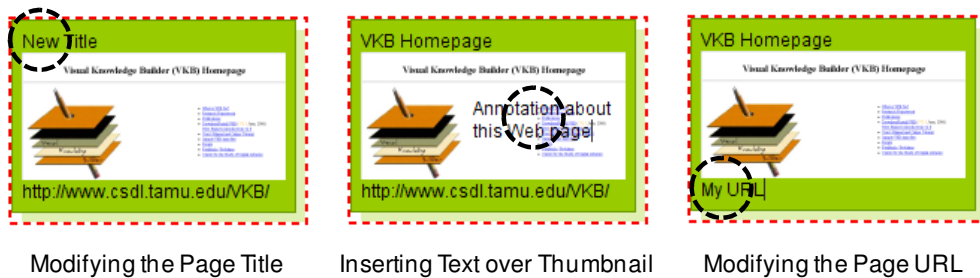 New Title
Visual Knowledge Builder (VKB) Homepage
http://www.csdl.tamu.edu/VKB/
Modifying the Page Title
VKB Homepage
Visual Knowledge Builder (VKB) Homepage
Annotation about
this Web page
http://www.csdl.tamu.edu/VKB/
Inserting Text over Thumbnail
VKB Homepage
Visual Knowledge Builder (VKB) Homepage
My URL
Modifying the Page URL